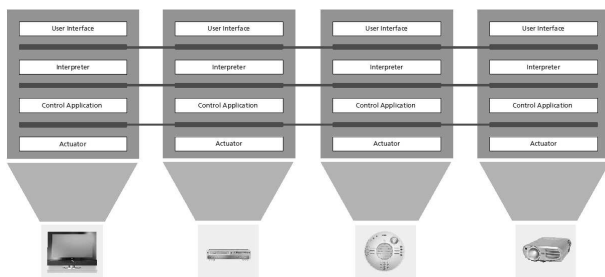 User Interface User Interface User Interface User Interface
Interpreter Interpreter Interpreter Interpreter
Control Application Control Application Control Application Control Application
Actuator Actuator Actuator Actuator